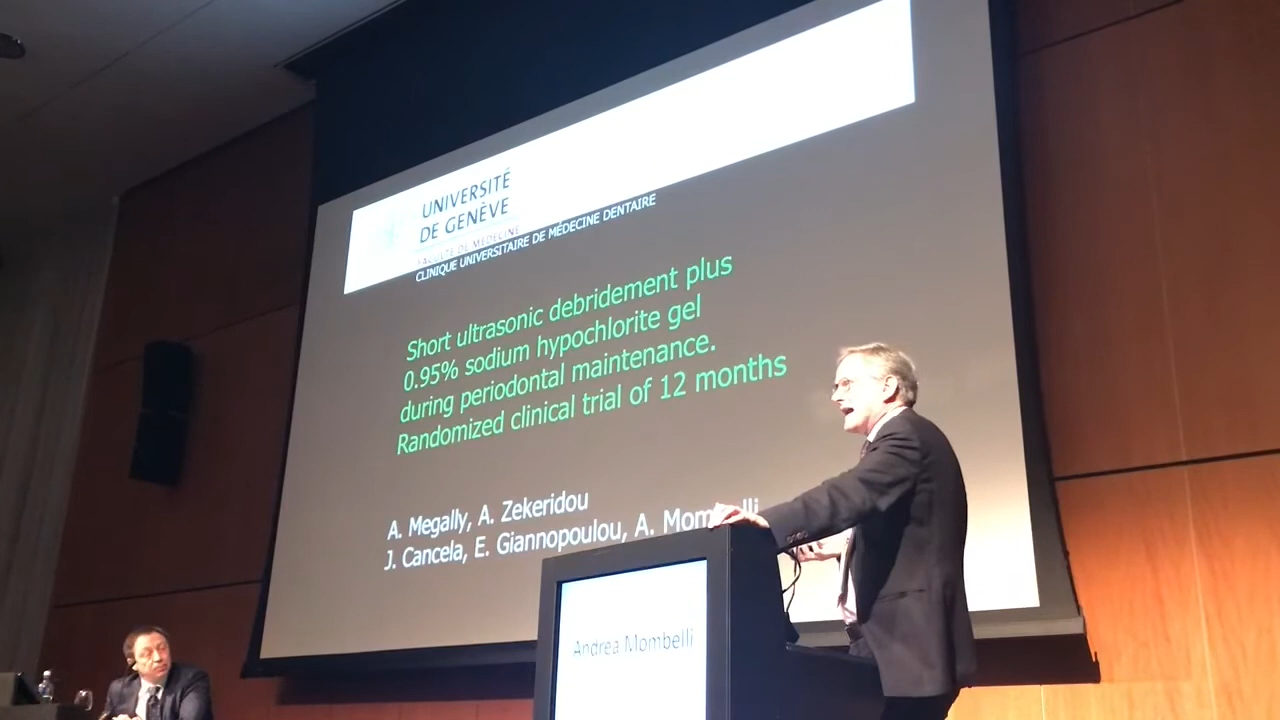 UNIVERSITÉ
DE GENÈVE
FACULTÉ DE MÉDECINE
CLINIQUE UNIVERSITAIRE DE MÉDECINE DENTAIRE
Short ultrasonic debridement plus
0.95% sodium hypochlorite gel
during periodontal maintenance.
Randomized clinical trial of 12 months
A. Megally, A. Zekeridou
J. Cancela, E. Giannopoulou, A. Mombelli
Andrea Mombelli